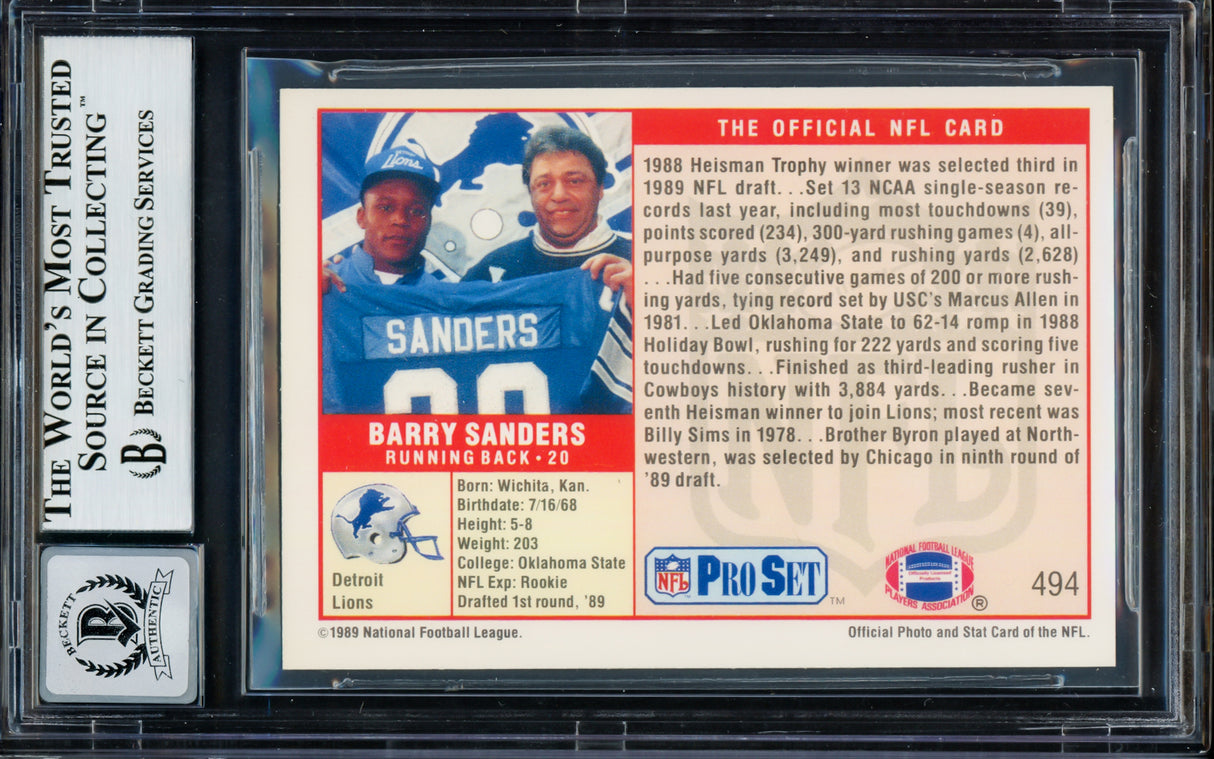 THE WORLD'S MOST TRUSTED
SOURCE IN COLLECTING™
B BECKETT GRADING SERVICES
BECKETT
B
AUTHENTIC
Lions
SANDERS
20
BARRY SANDERS
RUNNING BACK • 20
Detroit
Lions
Born: Wichita, Kan.
Birthdate: 7/16/68
Height: 5-8
Weight: 203
College: Oklahoma State
NFL Exp: Rookie
Drafted 1st round, '89
THE OFFICIAL NFL CARD
1988 Heisman Trophy winner was selected third in
1989 NFL draft. . .Set 13 NCAA single-season re-
cords last year, including most touchdowns (39),
points scored (234), 300-yard rushing games (4), all-
purpose yards (3,249), and rushing yards (2,628)
. . .Had five consecutive games of 200 or more rush-
ing yards, tying record set by USC's Marcus Allen in
1981. . .Led Oklahoma State to 62-14 romp in 1988
Holiday Bowl, rushing for 222 yards and scoring five
touchdowns. . .Finished as third-leading rusher in
Cowboys history with 3,884 yards. . .Became sev-
enth Heisman winner to join Lions; most recent was
Billy Sims in 1978. . .Brother Byron played at North-
western, was selected by Chicago in ninth round of
'89 draft.
NFL
NFL PRO SET ™
NATIONAL FOOTBALL LEAGUE
Officially Licensed
Products
PLAYERS ASSOCIATION ®
494
© 1989 National Football League.
Official Photo and Stat Card of the NFL.